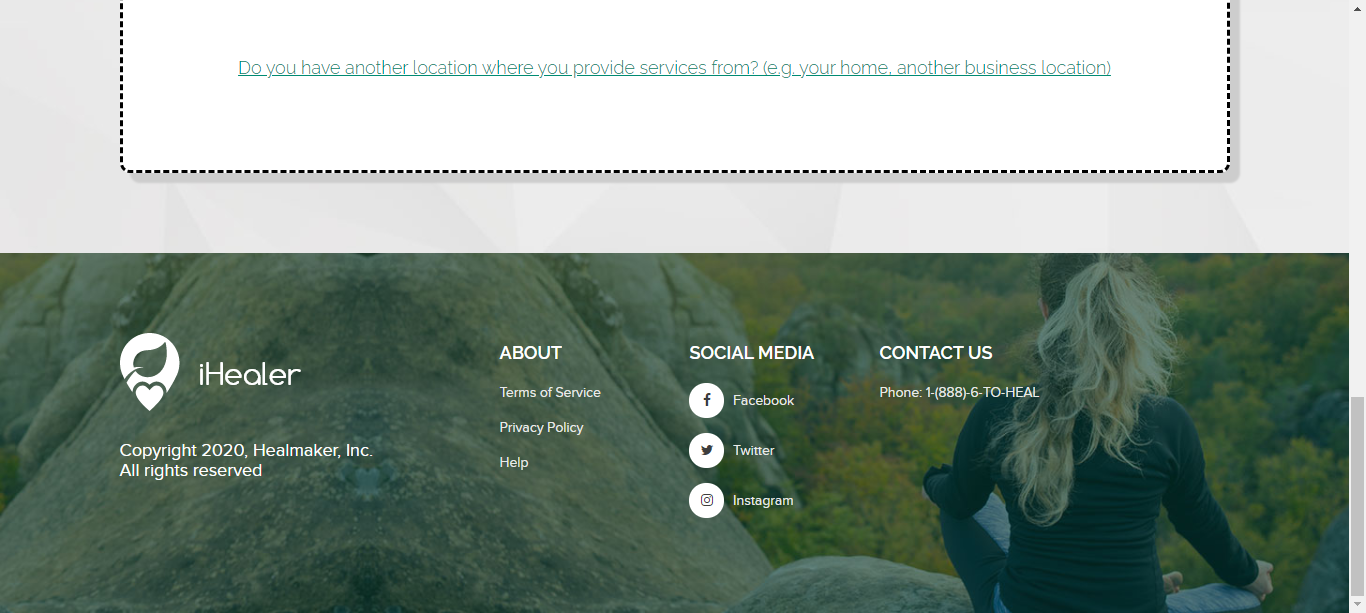 Do you have another location where you provide services from? (e.g. your home, another business location)
iHealer
Copyright 2020, Healmaker, Inc.
All rights reserved
ABOUT
Terms of Service
Privacy Policy
Help
SOCIAL MEDIA
Facebook
Twitter
Instagram
CONTACT US
Phone: 1-(888)-6-TO-HEAL